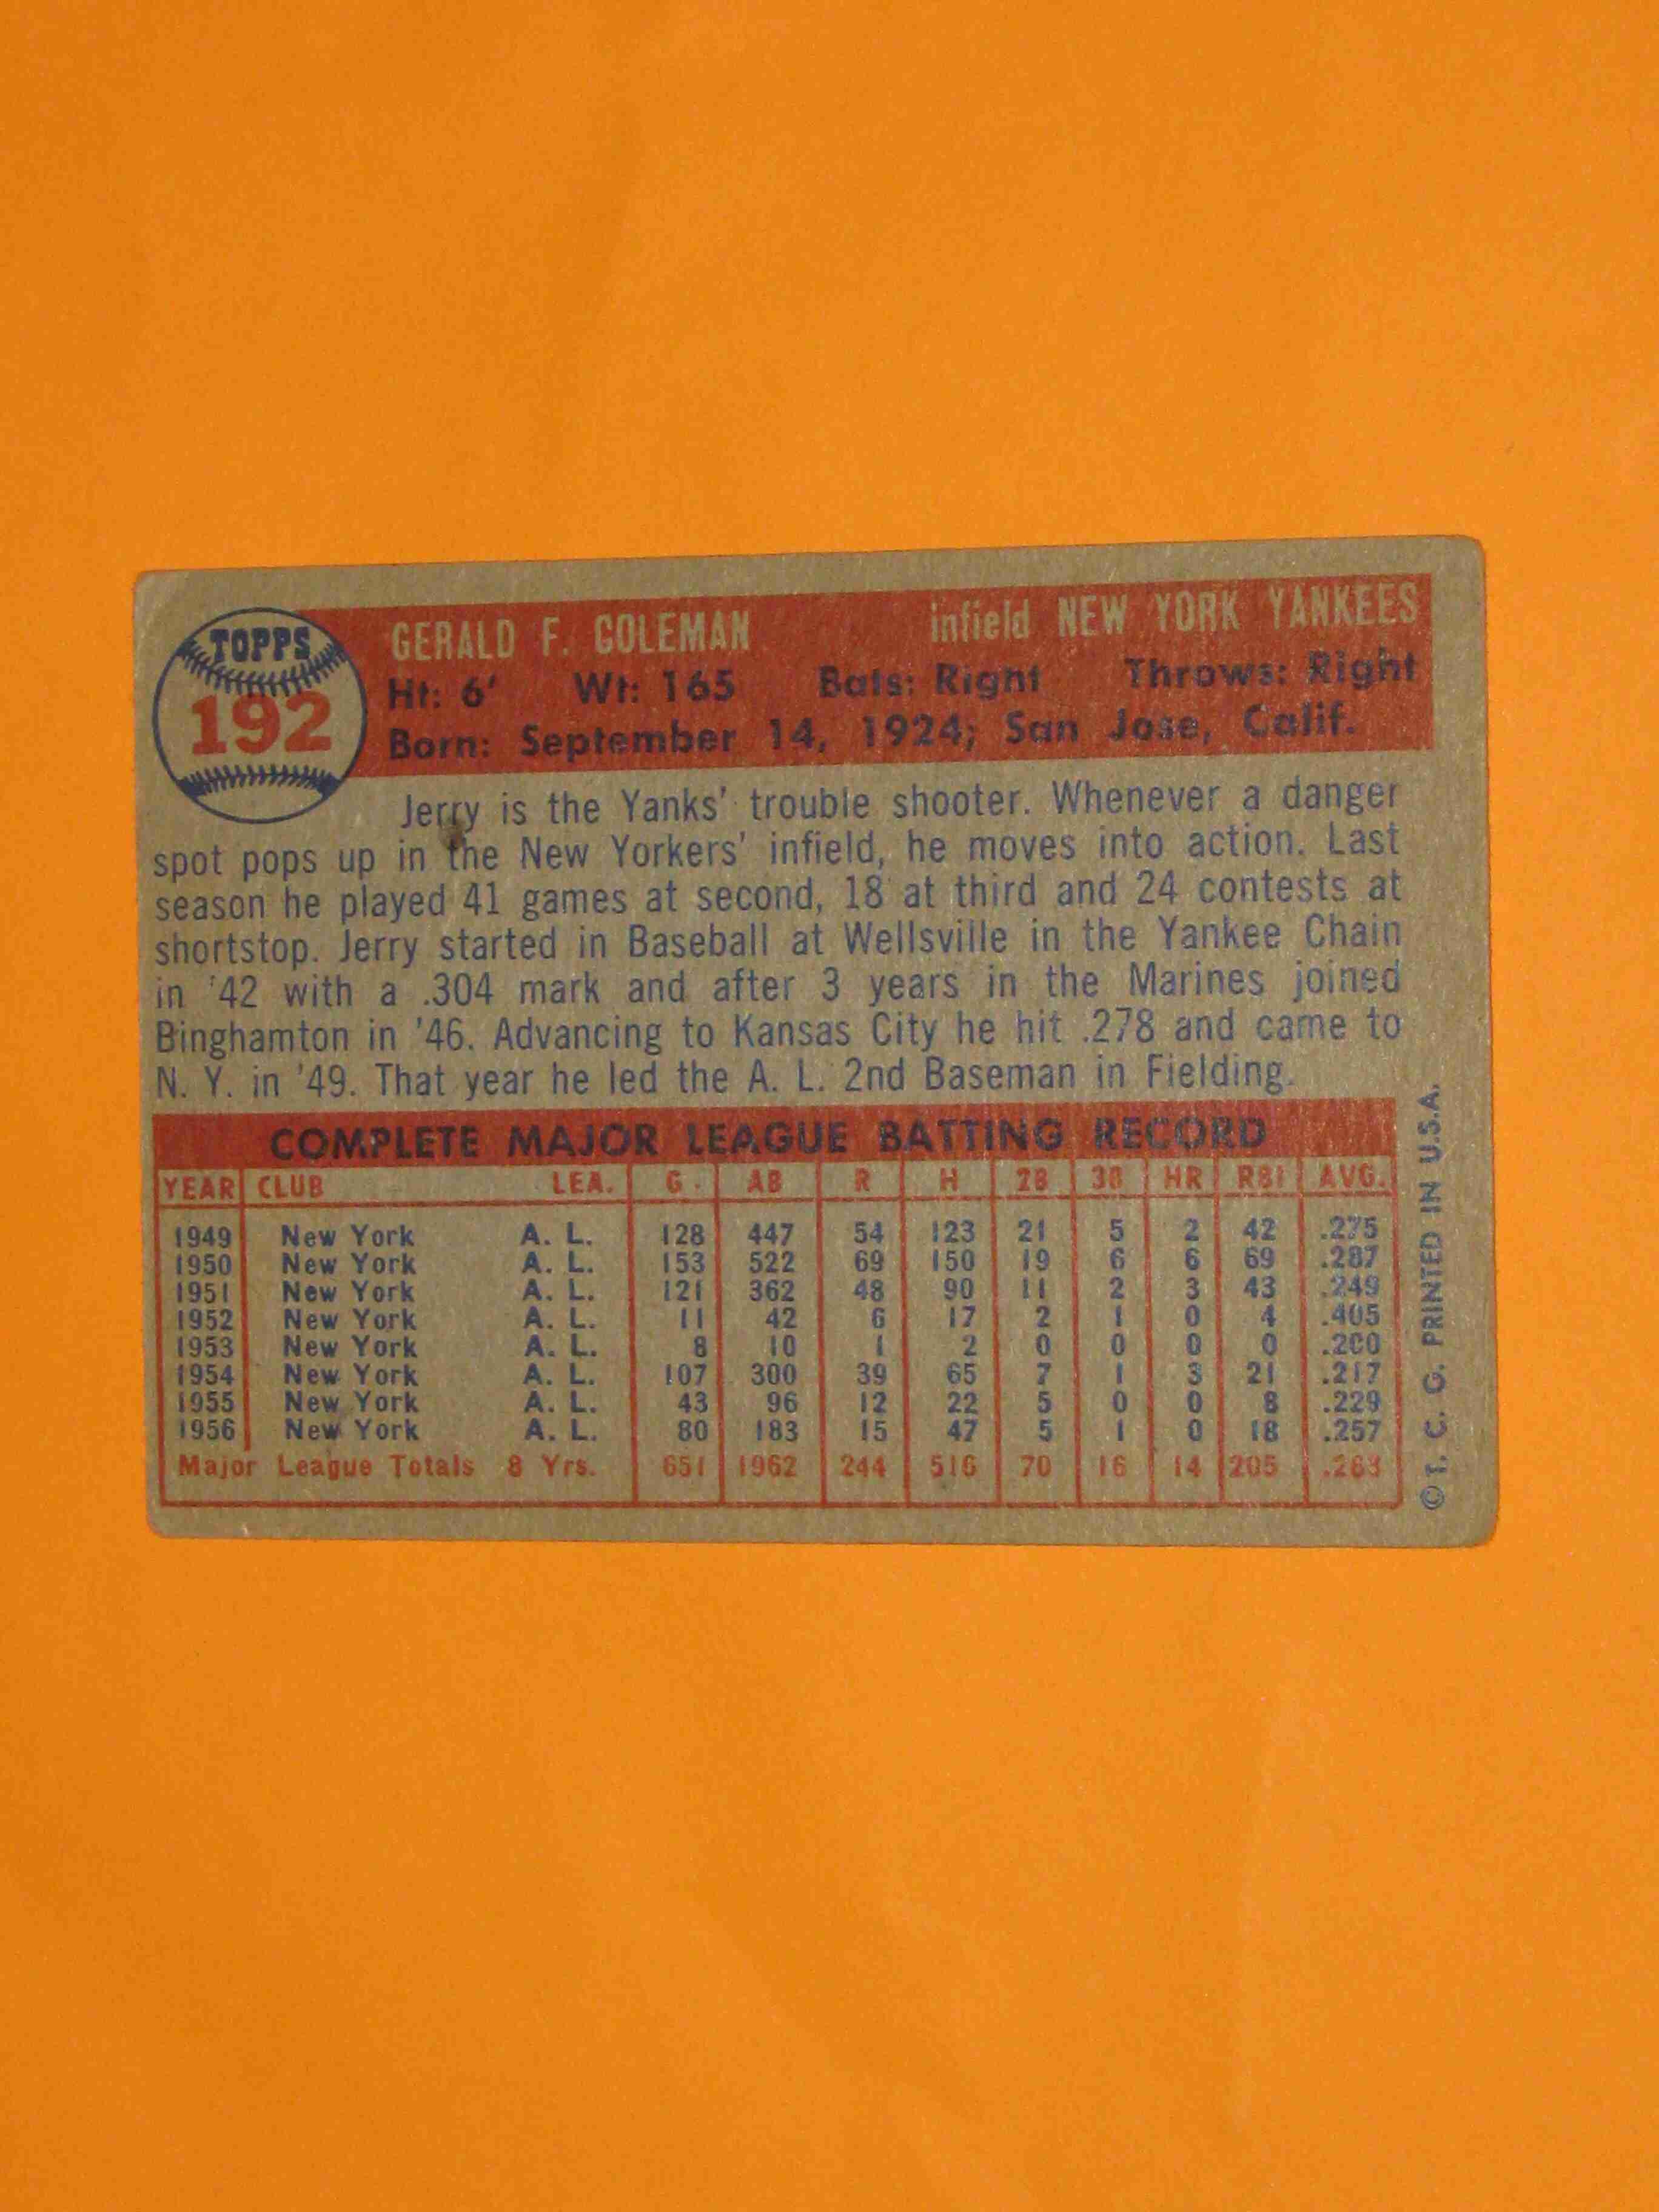 TOPPS
192
GERALD F. COLEMAN infield NEW YORK YANKEES
Ht: 6' Wt: 165 Bats: Right Throws: Right
Born: September 14, 1924; San Jose, Calif.
Jerry is the Yanks' trouble shooter. Whenever a danger
spot pops up in the New Yorkers' infield, he moves into action. Last
season he played 41 games at second, 18 at third and 24 contests at
shortstop. Jerry started in Baseball at Wellsville in the Yankee Chain
in '42 with a .304 mark and after 3 years in the Marines joined
Binghamton in '46. Advancing to Kansas City he hit .278 and came to
N. Y. in '49. That year he led the A. L. 2nd Baseman in Fielding.
COMPLETE MAJOR LEAGUE BATTING RECORD
YEAR CLUB LEA. G. AB R H 2B 3B HR RBI AVG.
1949 New York A. L. 128 447 54 123 21 5 2 42 .275
1950 New York A. L. 153 522 69 150 19 6 6 69 .287
1951 New York A. L. 121 362 48 90 11 2 3 43 .249
1952 New York A. L. 11 42 6 17 2 1 0 4 .405
1953 New York A. L. 8 10 1 2 0 0 0 0 .200
1954 New York A. L. 107 300 39 65 7 1 3 21 .217
1955 New York A. L. 43 96 12 22 5 0 0 8 .229
1956 New York A. L. 80 183 15 47 5 1 0 18 .257
Major League Totals 8 Yrs. 651 1962 244 516 70 16 14 205 .263
© T. C. G. PRINTED IN U.S.A.